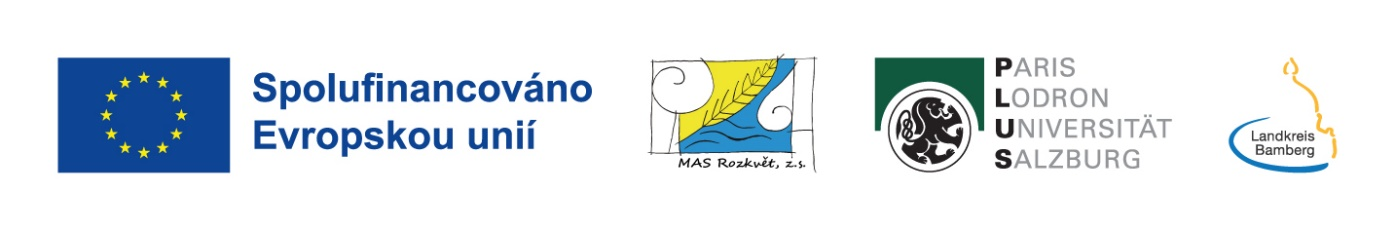 Spolufinancováno
Evropskou unií
MAS Rozkvět, z.s.
PARIS
LODRON
UNIVERSITÄT
SALZBURG
Landkreis
Bamberg